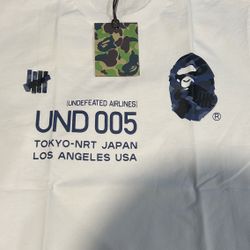 [UNDEFEATED AIRLINES]
UND 005
®
TOKYO-NRT JAPAN
LOS ANGELES USA